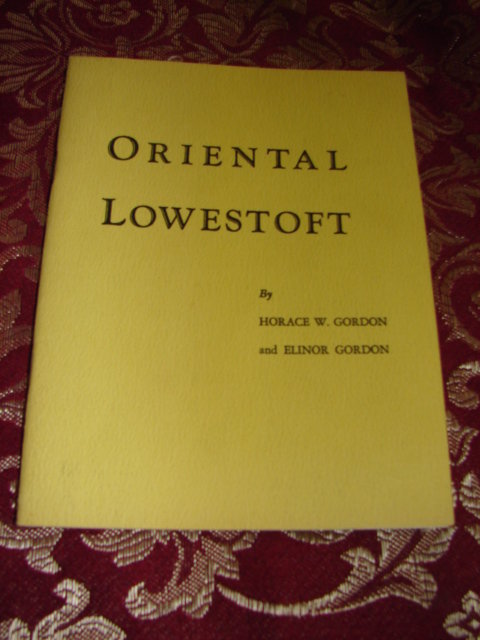 ORIENTAL
LOWESTOFT
By
HORACE W. GORDON
and ELINOR GORDON